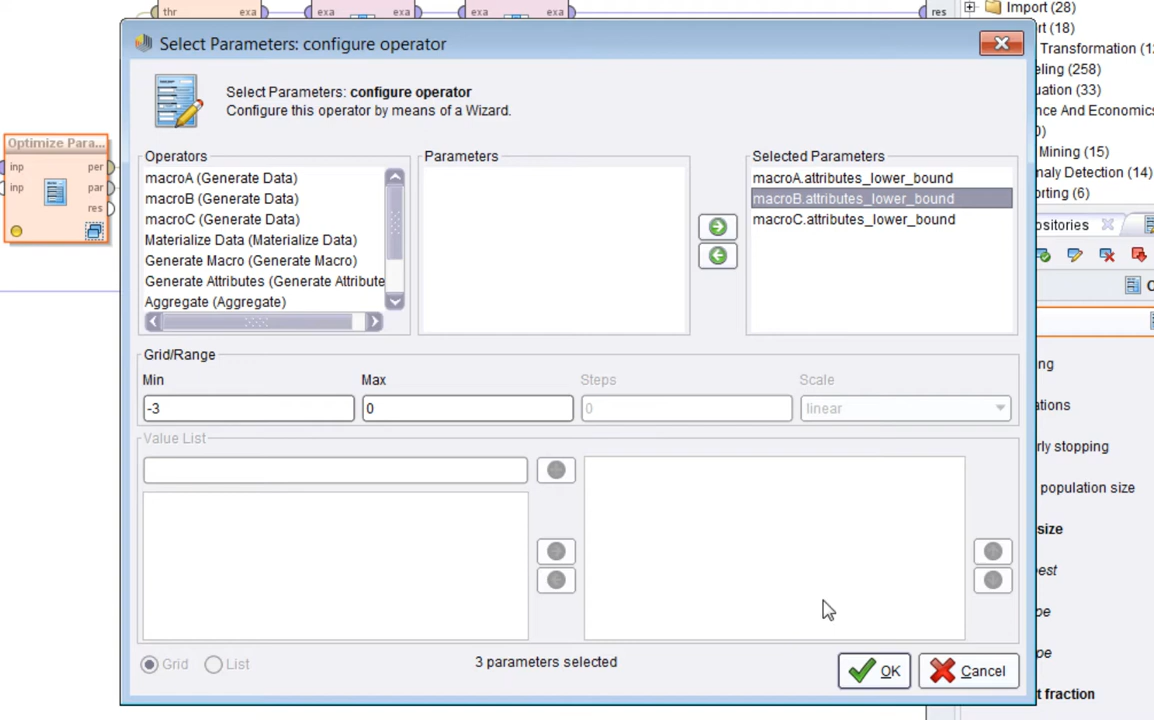 thr exa exa exa exa exa res
Import (28)
rt (18)
Transformation (12
eling (258)
uation (33)
nce And Economics
0)
Mining (15)
naly Detection (14)
orting (6)
Optimize Para...
inp per
inp par
res
Select Parameters: configure operator
Select Parameters: configure operator
Configure this operator by means of a Wizard.
Operators
macroA (Generate Data)
macroB (Generate Data)
macroC (Generate Data)
Materialize Data (Materialize Data)
Generate Macro (Generate Macro)
Generate Attributes (Generate Attribute
Aggregate (Aggregate)
Parameters
Selected Parameters
macroA.attributes_lower_bound
macroB.attributes_lower_bound
macroC.attributes_lower_bound
Grid/Range
Min Max Steps Scale
-3 0 0 linear
Value List
Grid List
3 parameters selected
OK Cancel
ositories
ng
ations
rly stopping
population size
size
est
pe
pe
t fraction